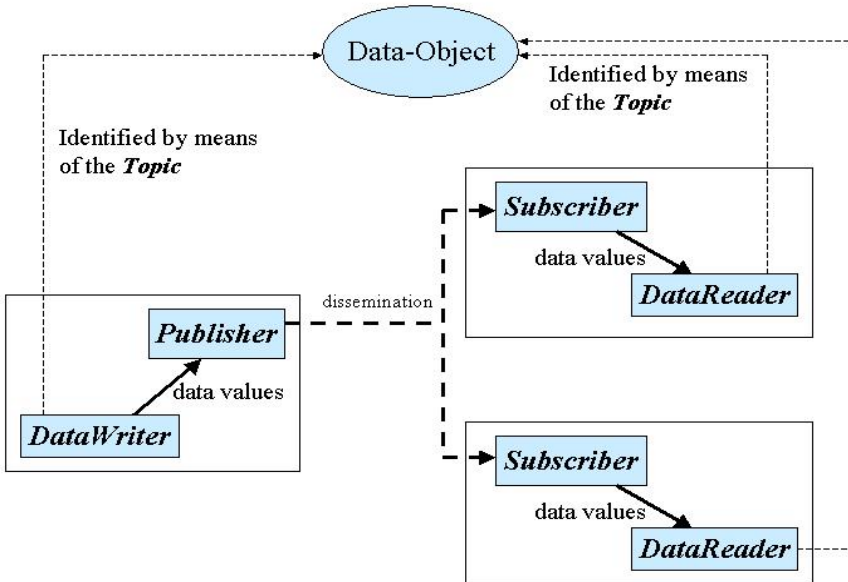 Data-Object
Identified by means
of the Topic
Identified by means
of the Topic
Subscriber
data values
DataReader
dissemination
Publisher
data values
DataWriter
Subscriber
data values
DataReader